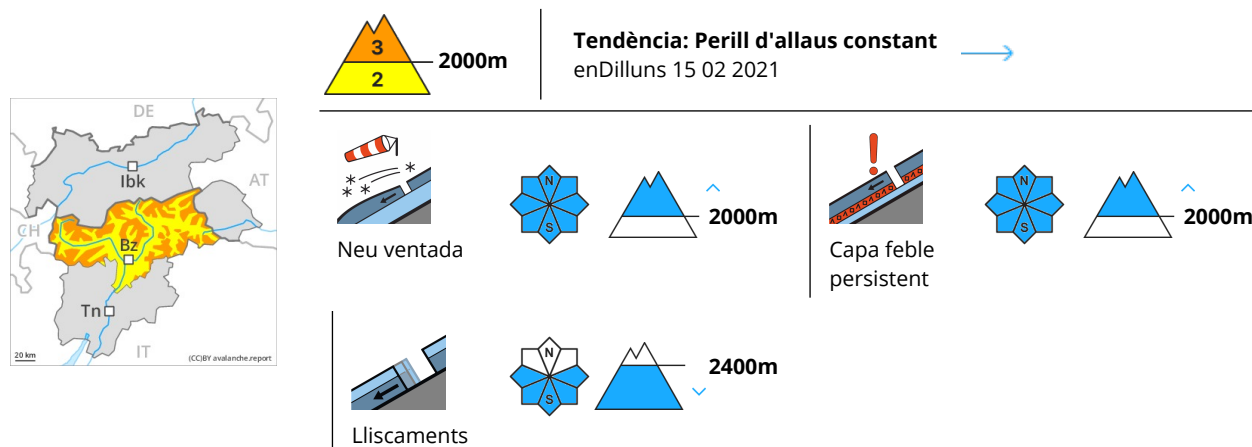 3
2000m
2
Tendència: Perill d'allaus constant
enDilluns 15 02 2021
DE
Ibk
AT
CH
Bz
Tn
IT
20 km
(CC)BY avalanche.report
N
S
2000m
Neu ventada
N
S
2000m
Capa feble
persistent
N
S
2400m
Lliscaments